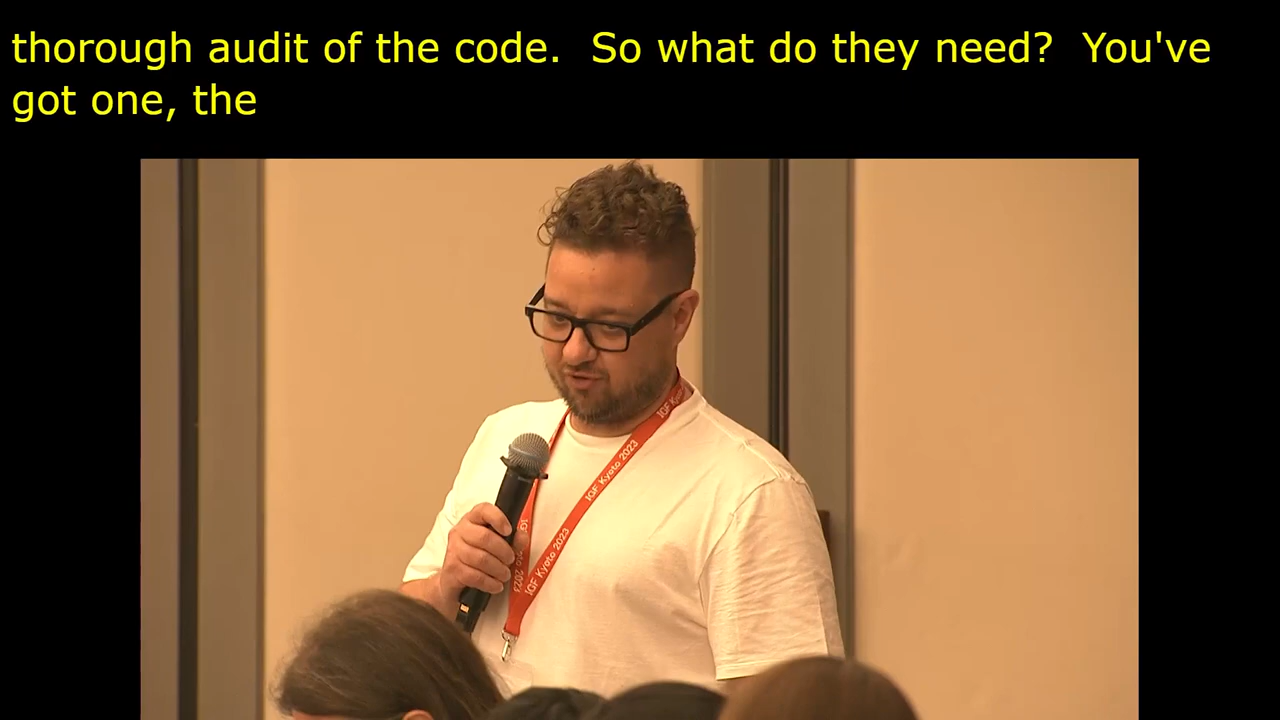 thorough audit of the code.  So what do they need?  You've
got one, the
IGF Kyoto 2023
IGF Kyoto 2023